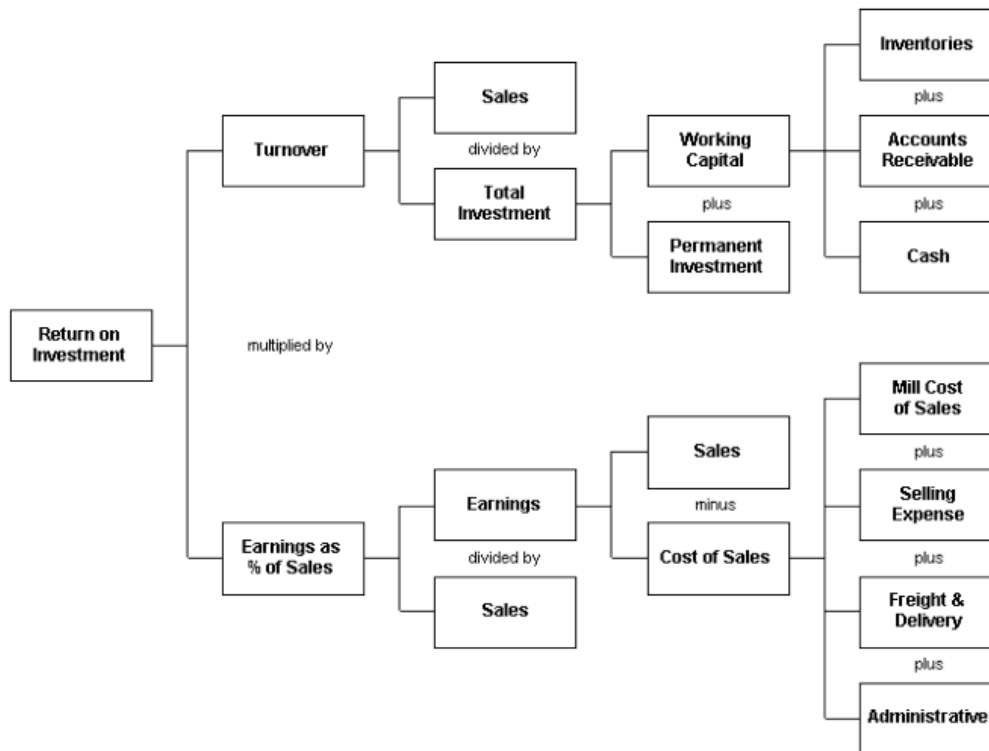 Inventories
plus
Sales
Turnover
divided by
Working
Capital
Accounts
Receivable
Total
Investment
plus
plus
Permanent
Investment
Cash
Return on
Investment
multiplied by
Mill Cost
of Sales
Sales
plus
Earnings
minus
Selling
Expense
Earnings as
% of Sales
divided by
Cost of Sales
plus
Sales
Freight &
Delivery
plus
Administrative